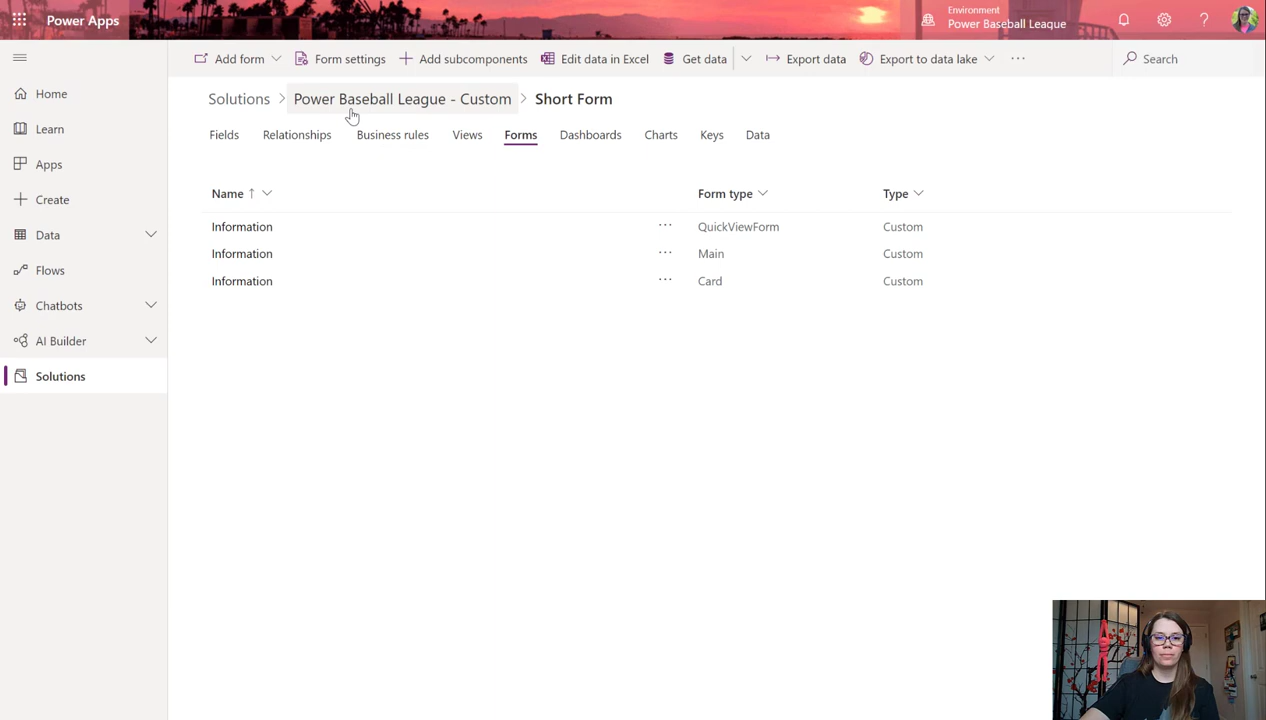 Power Apps
Environment
Power Baseball League
Add form
Form settings
Add subcomponents
Edit data in Excel
Get data
Export data
Export to data lake
Search
Home
Learn
Apps
Create
Data
Flows
Chatbots
AI Builder
Solutions
Solutions > Power Baseball League - Custom > Short Form
Fields Relationships Business rules Views Forms Dashboards Charts Keys Data
Name ↑ Form type Type
Information ... QuickViewForm Custom
Information ... Main Custom
Information ... Card Custom